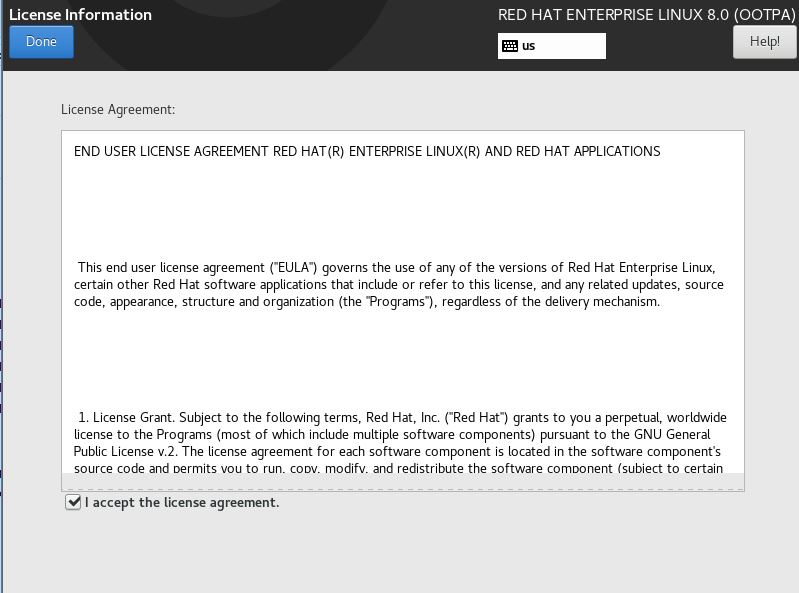 License Information
RED HAT ENTERPRISE LINUX 8.0 (OOTPA)
Done
us
Help!
License Agreement:
END USER LICENSE AGREEMENT RED HAT(R) ENTERPRISE LINUX(R) AND RED HAT APPLICATIONS
This end user license agreement ("EULA") governs the use of any of the versions of Red Hat Enterprise Linux,
certain other Red Hat software applications that include or refer to this license, and any related updates, source
code, appearance, structure and organization (the "Programs"), regardless of the delivery mechanism.
1. License Grant. Subject to the following terms, Red Hat, Inc. ("Red Hat") grants to you a perpetual, worldwide
license to the Programs (most of which include multiple software components) pursuant to the GNU General
Public License v.2. The license agreement for each software component is located in the software component's
source code and permits you to run, copy, modify, and redistribute the software component (subject to certain
I accept the license agreement.